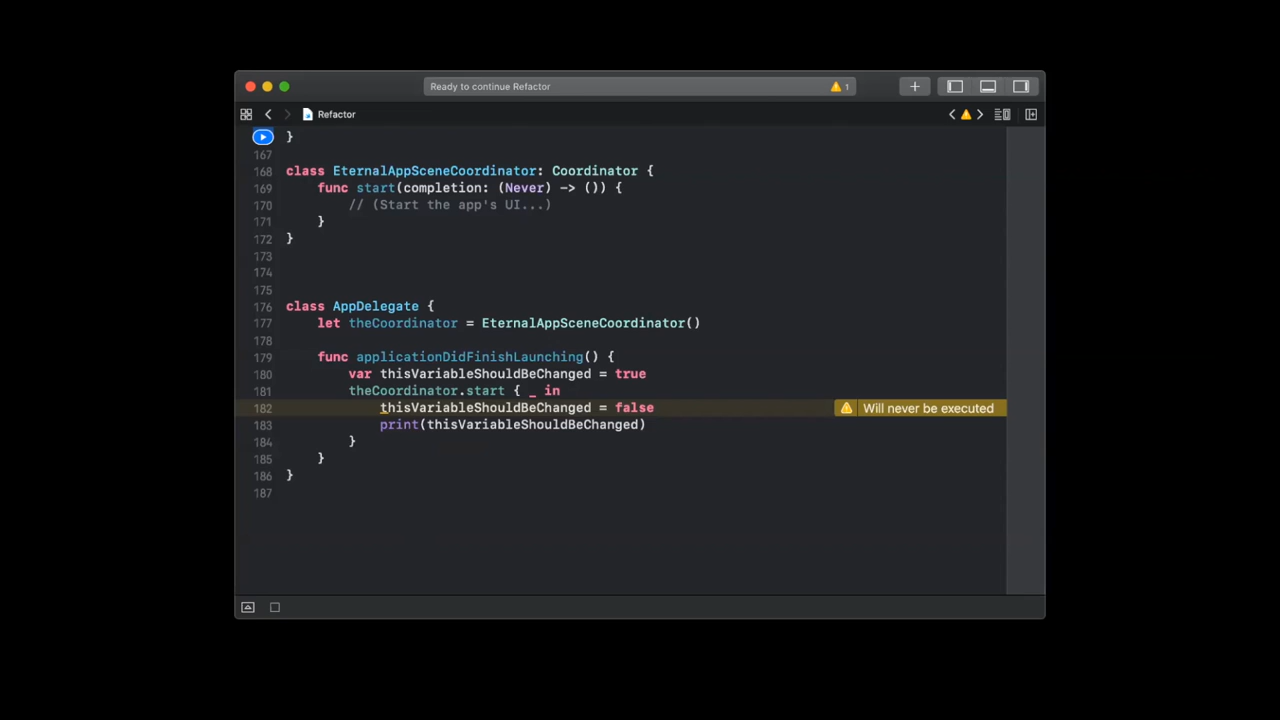 Ready to continue Refactor 1
Refactor
}
167
168 class EternalAppSceneCoordinator: Coordinator {
169 func start(completion: (Never) -> ()) {
170 // (Start the app's UI...)
171 }
172 }
173
174
175
176 class AppDelegate {
177 let theCoordinator = EternalAppSceneCoordinator()
178
179 func applicationDidFinishLaunching() {
180 var thisVariableShouldBeChanged = true
181 theCoordinator.start { _ in
182 thisVariableShouldBeChanged = false Will never be executed
183 print(thisVariableShouldBeChanged)
184 }
185 }
186 }
187